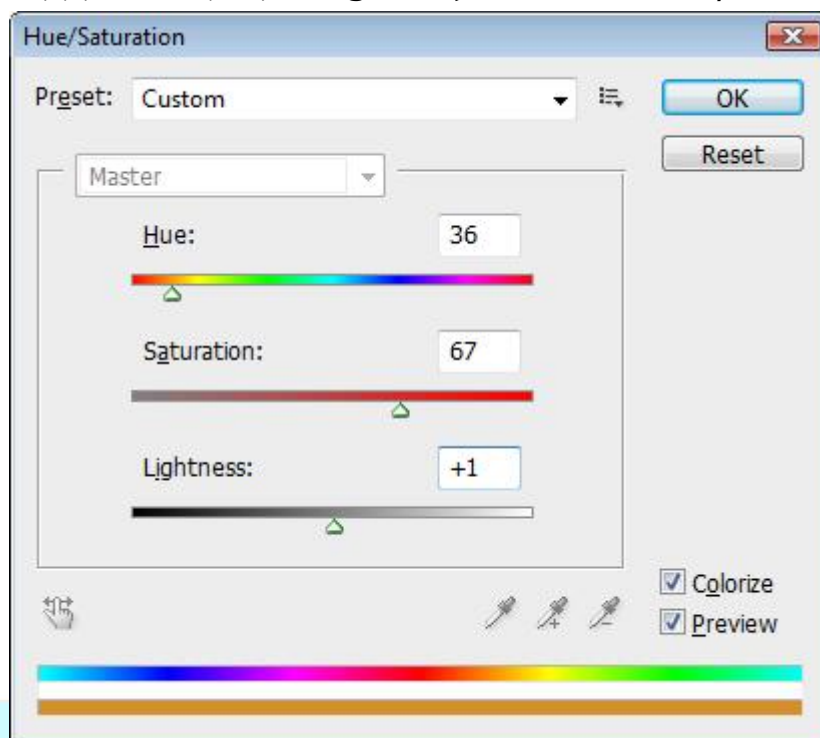 Hue/Saturation
Preset: Custom
OK
Reset
Master
Hue: 36
Saturation: 67
Lightness: +1
Colorize
Preview